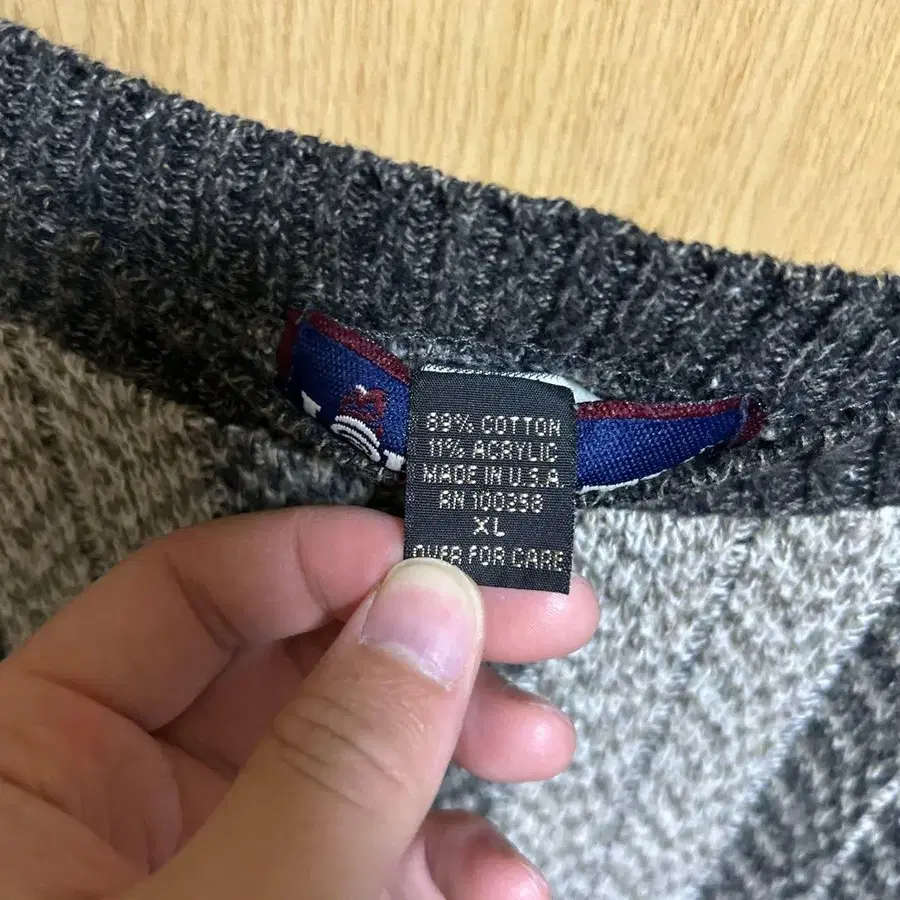 89% COTTON
11% ACRYLIC
MADE IN U.S.A
RN 100358
XL
OVER FOR CARE